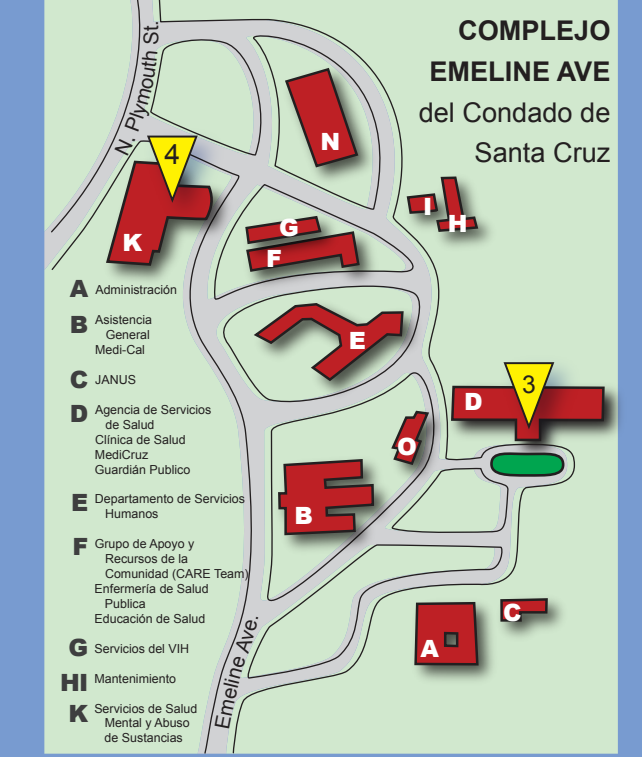 COMPLEJO
EMELINE AVE
del Condado de
Santa Cruz
N. Plymouth St.
4
N
K
I
H
G
F
E
3
D
O
B
C
A
Emeline Ave.
A Administración
B Asistencia
General
Medi-Cal
C JANUS
D Agencia de Servicios
de Salud
Clínica de Salud
MediCruz
Guardián Publico
E Departamento de Servicios
Humanos
F Grupo de Apoyo y
Recursos de la
Comunidad (CARE Team)
Enfermería de Salud
Publica
Educación de Salud
G Servicios del VIH
HI Mantenimiento
K Servicios de Salud
Mental y Abuso
de Sustancias